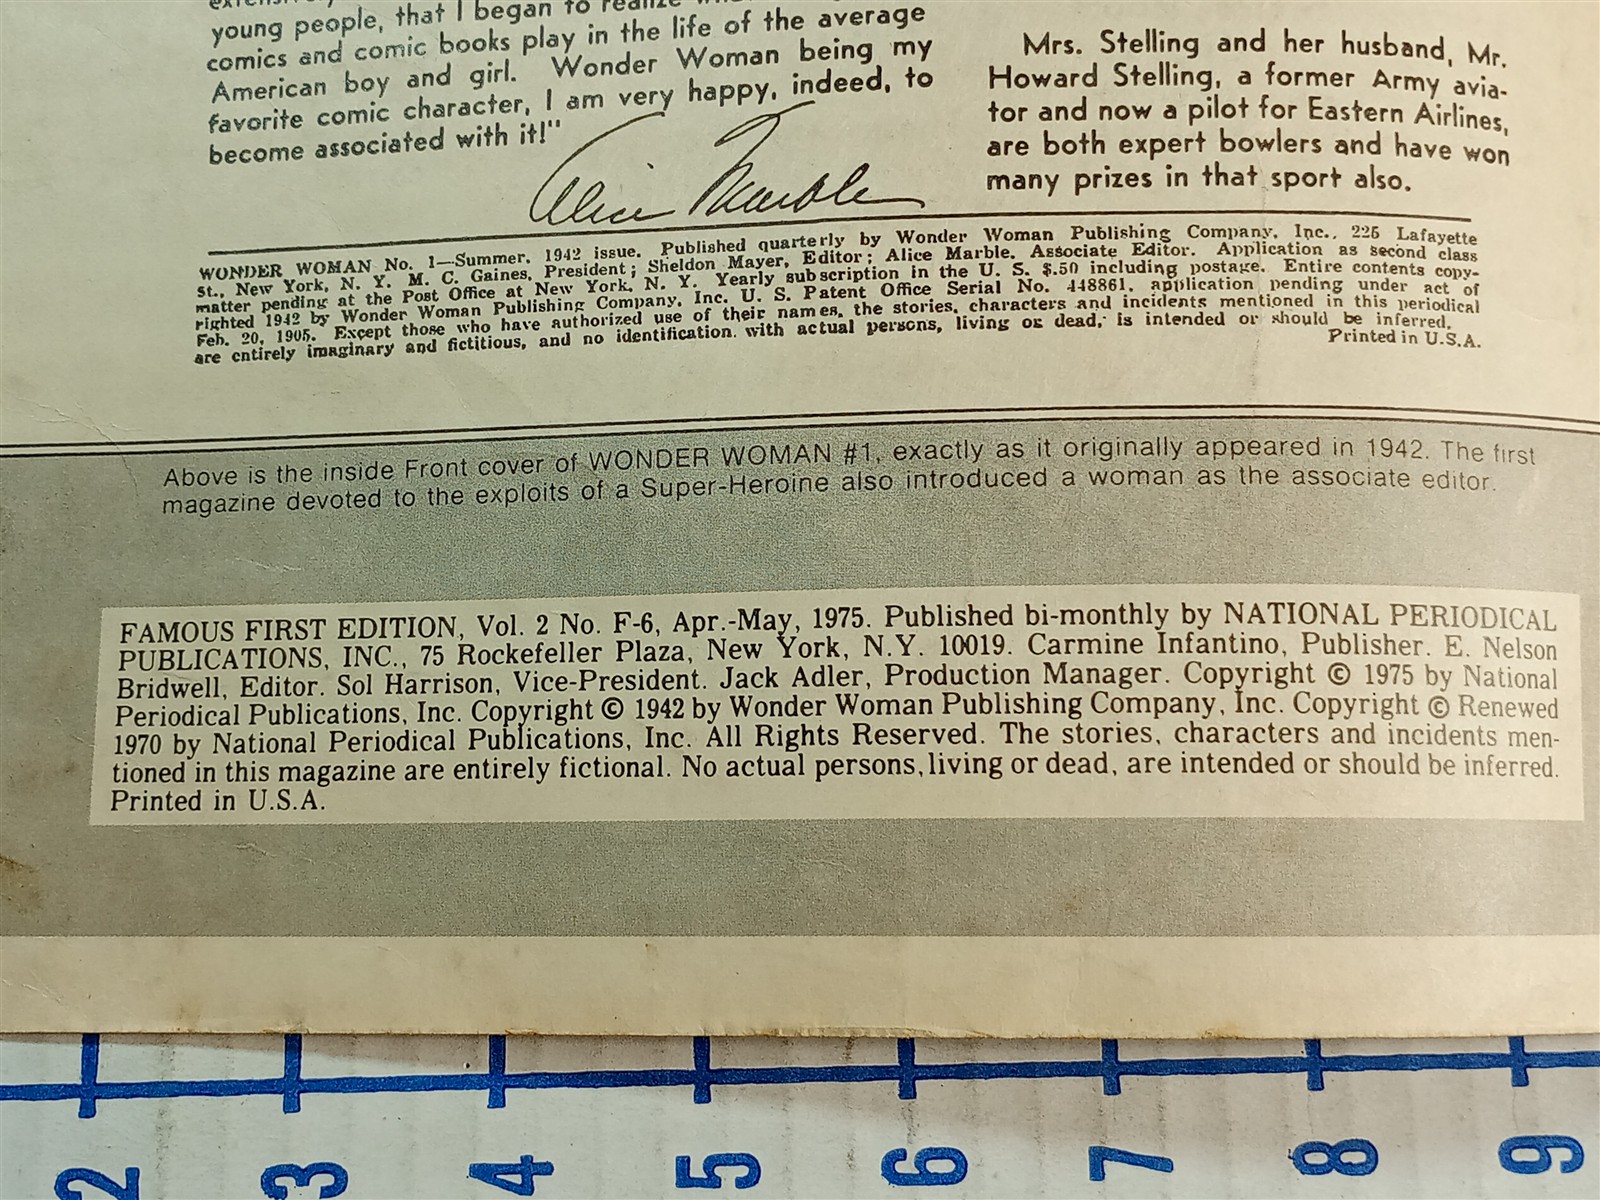 young people, that I began to realize
comics and comic books play in the life of the average
American boy and girl. Wonder Woman being my
favorite comic character, I am very happy, indeed, to
become associated with it!"
Alice Marble
Mrs. Stelling and her husband, Mr.
Howard Stelling, a former Army avia-
tor and now a pilot for Eastern Airlines,
are both expert bowlers and have won
many prizes in that sport also.
WONDER WOMAN No. 1—Summer, 1942 issue. Published quarterly by Wonder Woman Publishing Company, Inc., 225 Lafayette
St., New York, N. Y. M. C. Gaines, President; Sheldon Mayer, Editor; Alice Marble, Associate Editor. Application as second class
matter pending at the Post Office at New York, N. Y. Yearly subscription in the U. S. $.50 including postage. Entire contents copy-
righted 1942 by Wonder Woman Publishing Company, Inc. U. S. Patent Office Serial No. 448861, application pending under act of
Feb. 20, 1905. Except those who have authorized use of their names, the stories, characters and incidents mentioned in this periodical
are entirely imaginary and fictitious, and no identification with actual persons, living or dead, is intended or should be inferred.
Printed in U.S.A.
Above is the inside Front cover of WONDER WOMAN #1, exactly as it originally appeared in 1942. The first
magazine devoted to the exploits of a Super-Heroine also introduced a woman as the associate editor.
FAMOUS FIRST EDITION, Vol. 2 No. F-6, Apr.-May, 1975. Published bi-monthly by NATIONAL PERIODICAL
PUBLICATIONS, INC., 75 Rockefeller Plaza, New York, N.Y. 10019. Carmine Infantino, Publisher. E. Nelson
Bridwell, Editor. Sol Harrison, Vice-President. Jack Adler, Production Manager. Copyright © 1975 by National
Periodical Publications, Inc. Copyright © 1942 by Wonder Woman Publishing Company, Inc. Copyright © Renewed
1970 by National Periodical Publications, Inc. All Rights Reserved. The stories, characters and incidents men-
tioned in this magazine are entirely fictional. No actual persons, living or dead, are intended or should be inferred.
Printed in U.S.A.
2 3 4 5 6 7 8 9